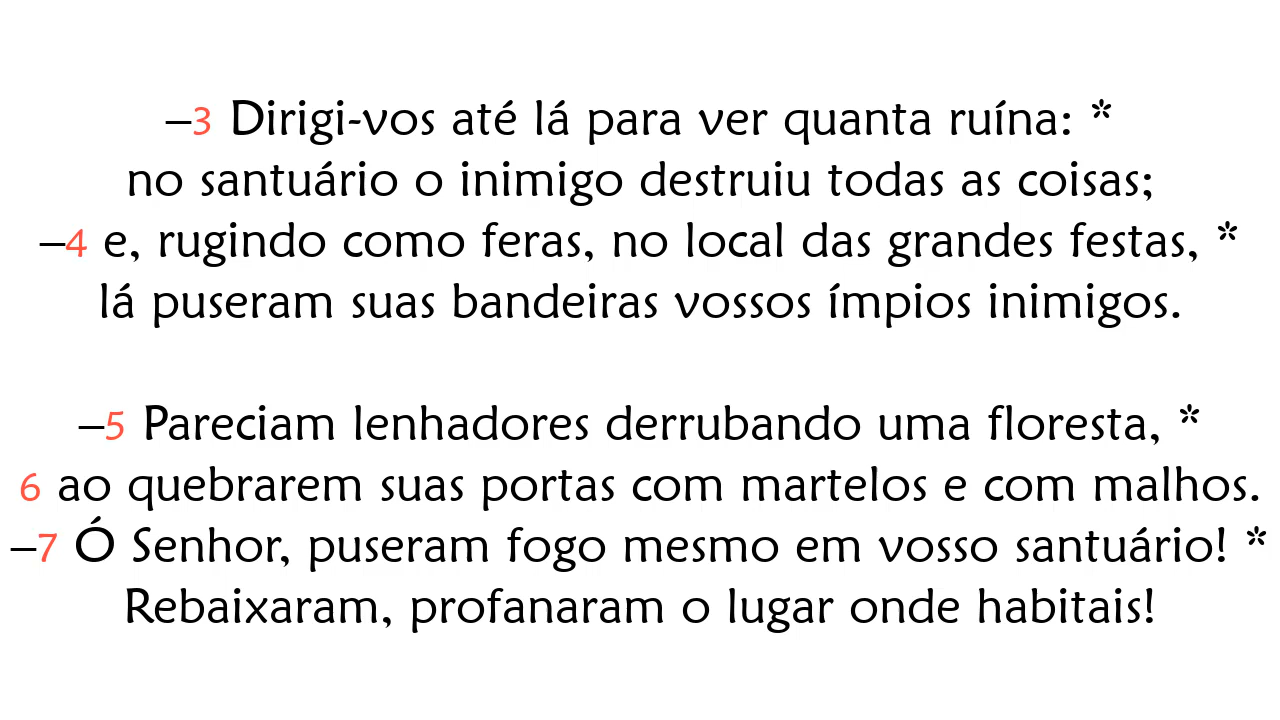 –3 Dirigi-vos até lá para ver quanta ruína: *
no santuário o inimigo destruiu todas as coisas;
–4 e, rugindo como feras, no local das grandes festas, *
lá puseram suas bandeiras vossos ímpios inimigos.
–5 Pareciam lenhadores derrubando uma floresta, *
6 ao quebrarem suas portas com martelos e com malhos.
–7 Ó Senhor, puseram fogo mesmo em vosso santuário! *
Rebaixaram, profanaram o lugar onde habitais!